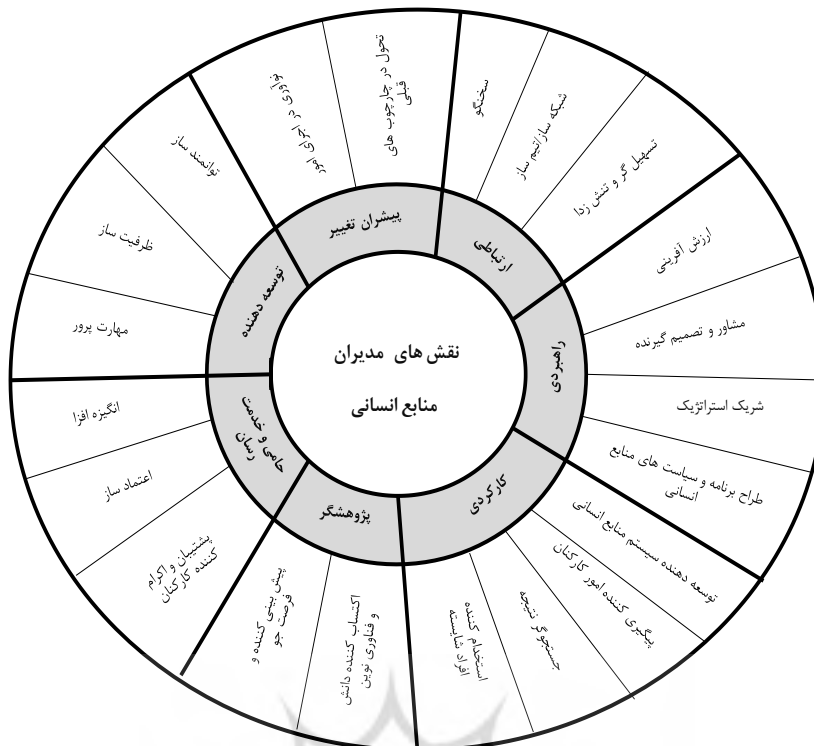 نقش های مدیران
منابع انسانی
پیشران تغییر
ارتباطی
راهبردی
کارکردی
پژوهشگر
حامی و خدمت
رسان
توسعه دهنده
تحول در چارچوب های
قبلی
نوآوری در اجرای امور
سخنگو
شبکه ساز/تیم ساز
تسهیل گر و تنش زدا
ارزش آفرینی
مشاور و تصمیم گیرنده
شریک استراتژیک
طراح برنامه و سیاست های منابع
انسانی
توسعه دهنده سیستم منابع انسانی
پیگیری کننده امور کارکنان
جستجوگر نتیجه
استخدام کننده
افراد شایسته
اکتساب کننده دانش
و فناوری نوین
پیش بینی کننده و
فرصت جو
پشتیبان و اکرام
کننده کارکنان
اعتماد ساز
انگیزه افزا
مهارت پرور
ظرفیت ساز
توانمند ساز